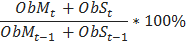 ObM_t + ObS_t
ObM_{t−1} + ObS_{t−1} * 100%